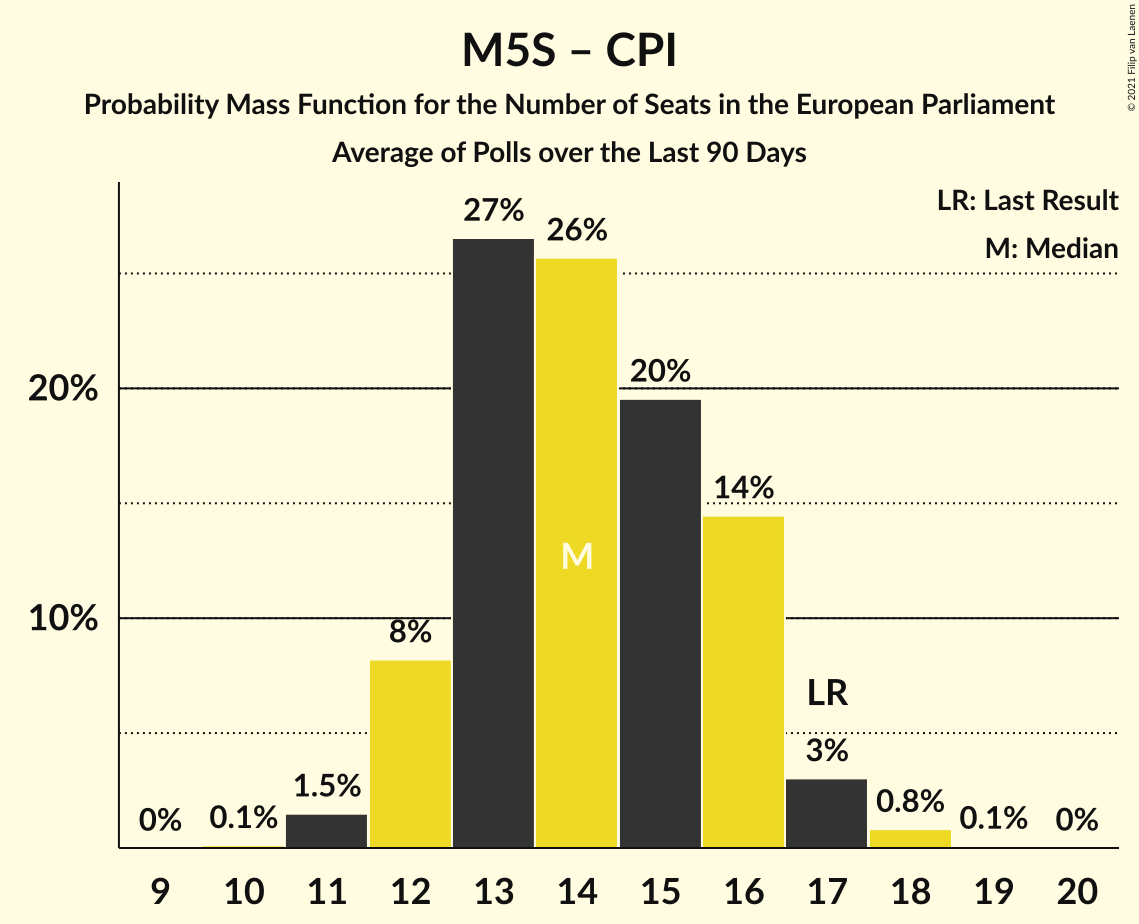 M5S – CPI
Probability Mass Function for the Number of Seats in the European Parliament
Average of Polls over the Last 90 Days
© 2021 Filip van Laenen
LR: Last Result
M: Median
27%
26%
20%
20%
14%
M
10%
8%
LR
3%
1.5%
0.8%
0%
0.1%
0.1%
0%
9 10 11 12 13 14 15 16 17 18 19 20